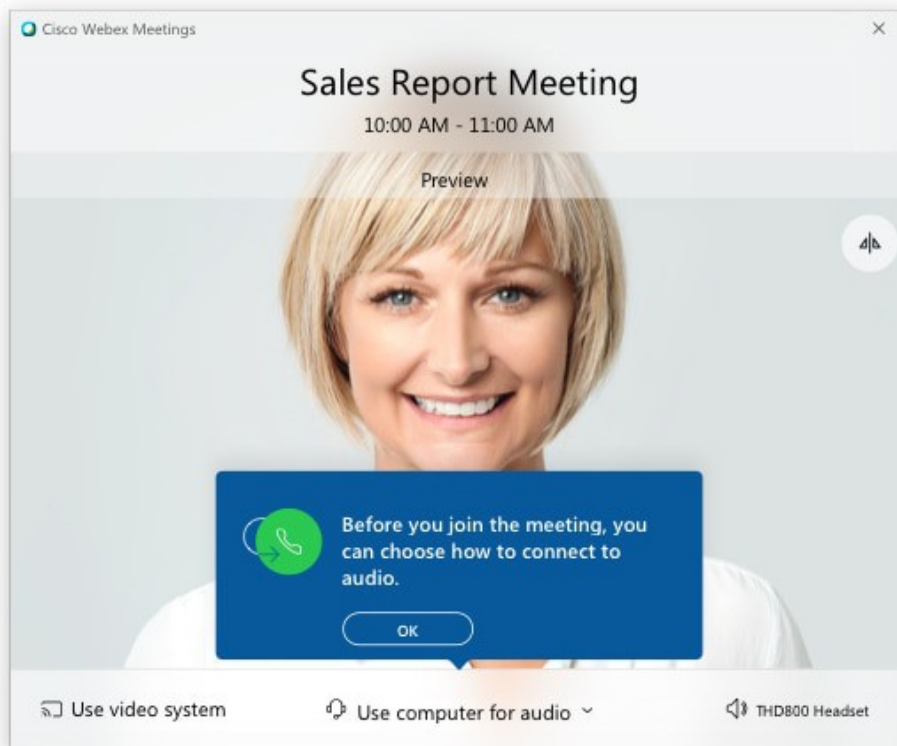 Cisco Webex Meetings
Sales Report Meeting
10:00 AM - 11:00 AM
Preview
Before you join the meeting, you
can choose how to connect to
audio.
OK
Use video system
Use computer for audio
THD800 Headset